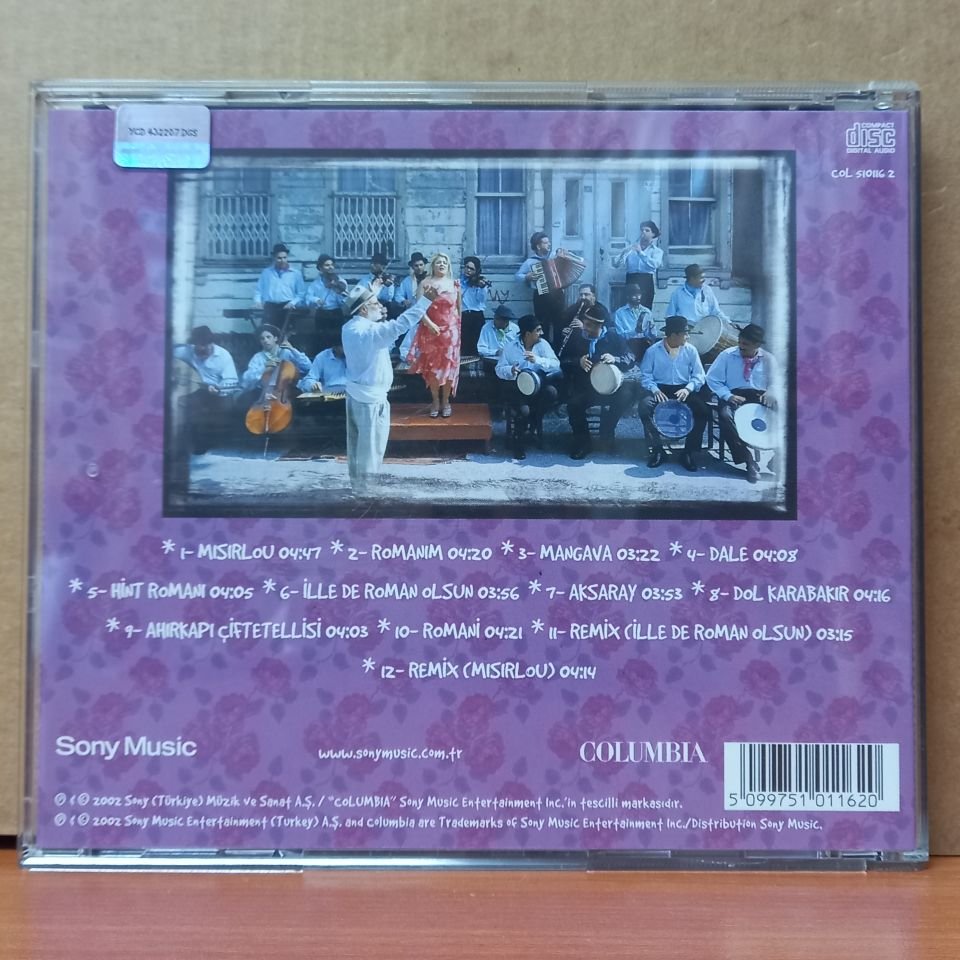 YCD 432207 DGS
COMPACT
disc
DIGITAL AUDIO
COL 510116 2
* 1- MISIRLOU 04:47 * 2- ROMANIM 04:20 * 3- MANGAVA 03:22 * 4- DALE 04:08
* 5- HİNT ROMANI 04:05 * 6- İLLE DE ROMAN OLSUN 03:56 * 7- AKSARAY 03:53 * 8- DOL KARABAKIR 04:16
* 9- AHIRKAPI ÇİFTETELLİSİ 04:03 * 10- ROMANİ 04:21 * 11- REMİX (İLLE DE ROMAN OLSUN) 03:15
* 12- REMİX (MISIRLOU) 04:14
Sony Music
www.sonymusic.com.tr
COLUMBIA
5 099751 011620
℗ & © 2002 Sony (Türkiye) Müzik ve Sanat A.Ş. / "COLUMBIA" Sony Music Entertainment Inc.'in tescilli markasıdır.
℗ & © 2002 Sony Music Entertainment (Turkey) A.Ş. and Columbia are Trademarks of Sony Music Entertainment Inc./Distribution Sony Music.